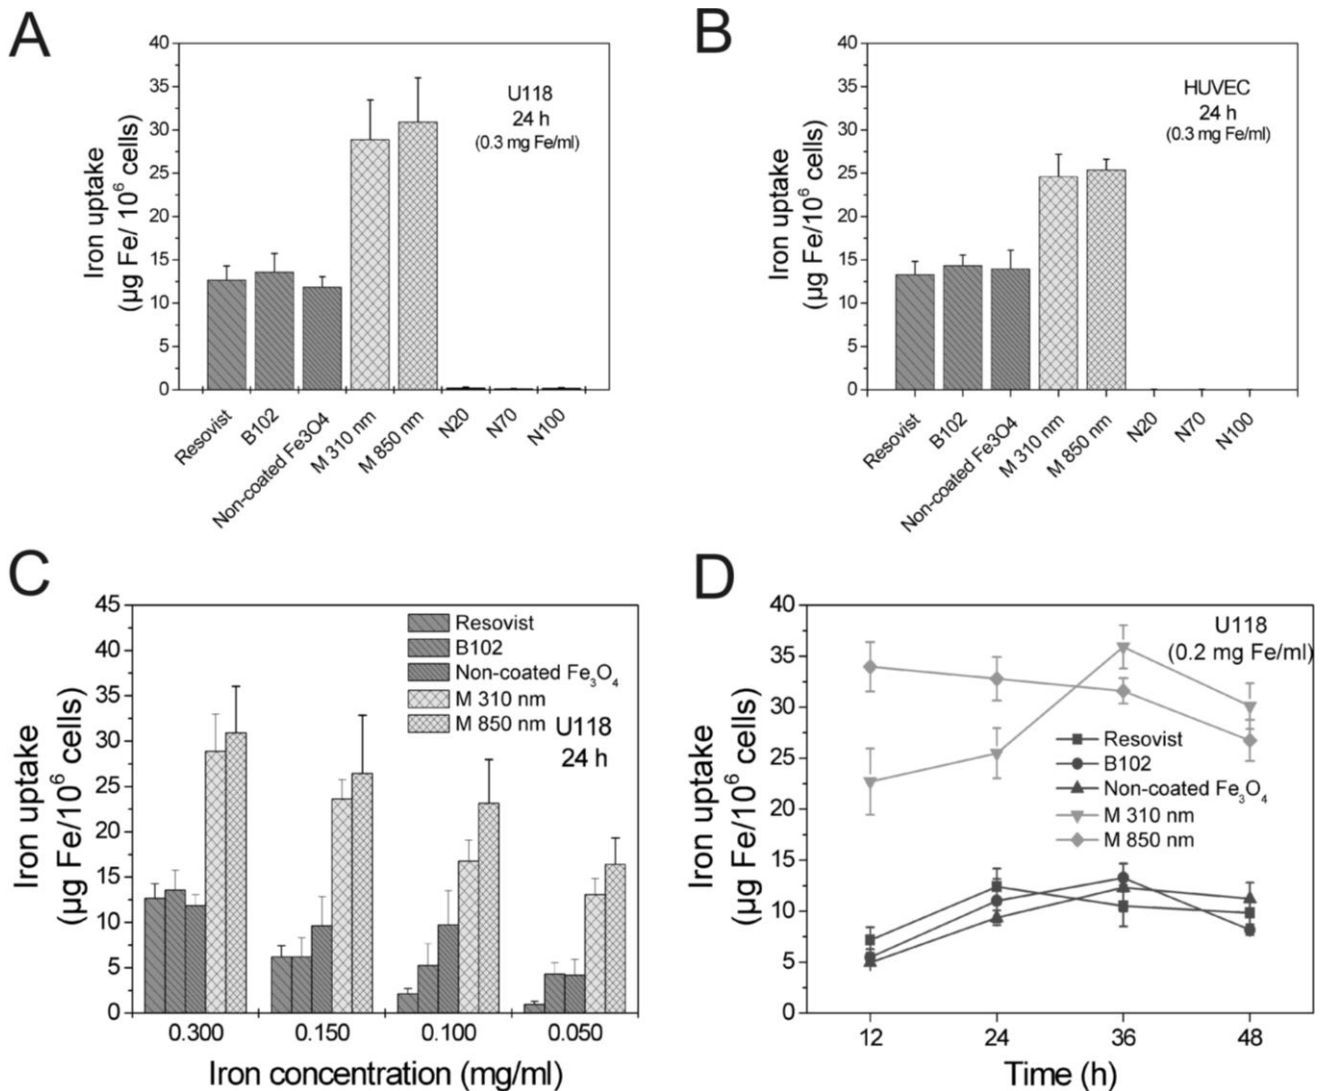 A
40
35
30
25
20
15
10
5
0
Iron uptake
(µg Fe/ 10⁶ cells)
U118
24 h
(0.3 mg Fe/ml)
Resovist
B102
Non-coated Fe3O4
M 310 nm
M 850 nm
N20
N70
N100
B
40
35
30
25
20
15
10
5
0
Iron uptake
(µg Fe/10⁶ cells)
HUVEC
24 h
(0.3 mg Fe/ml)
Resovist
B102
Non-coated Fe3O4
M 310 nm
M 850 nm
N20
N70
N100
C
45
40
35
30
25
20
15
10
5
0
Iron uptake
(µg Fe/10⁶ cells)
Resovist
B102
Non-coated Fe₃O₄
M 310 nm
M 850 nm
U118
24 h
0.300 0.150 0.100 0.050
Iron concentration (mg/ml)
D
40
35
30
25
20
15
10
5
0
Iron uptake
(µg Fe/10⁶ cells)
U118
(0.2 mg Fe/ml)
Resovist
B102
Non-coated Fe₃O₄
M 310 nm
M 850 nm
12 24 36 48
Time (h)